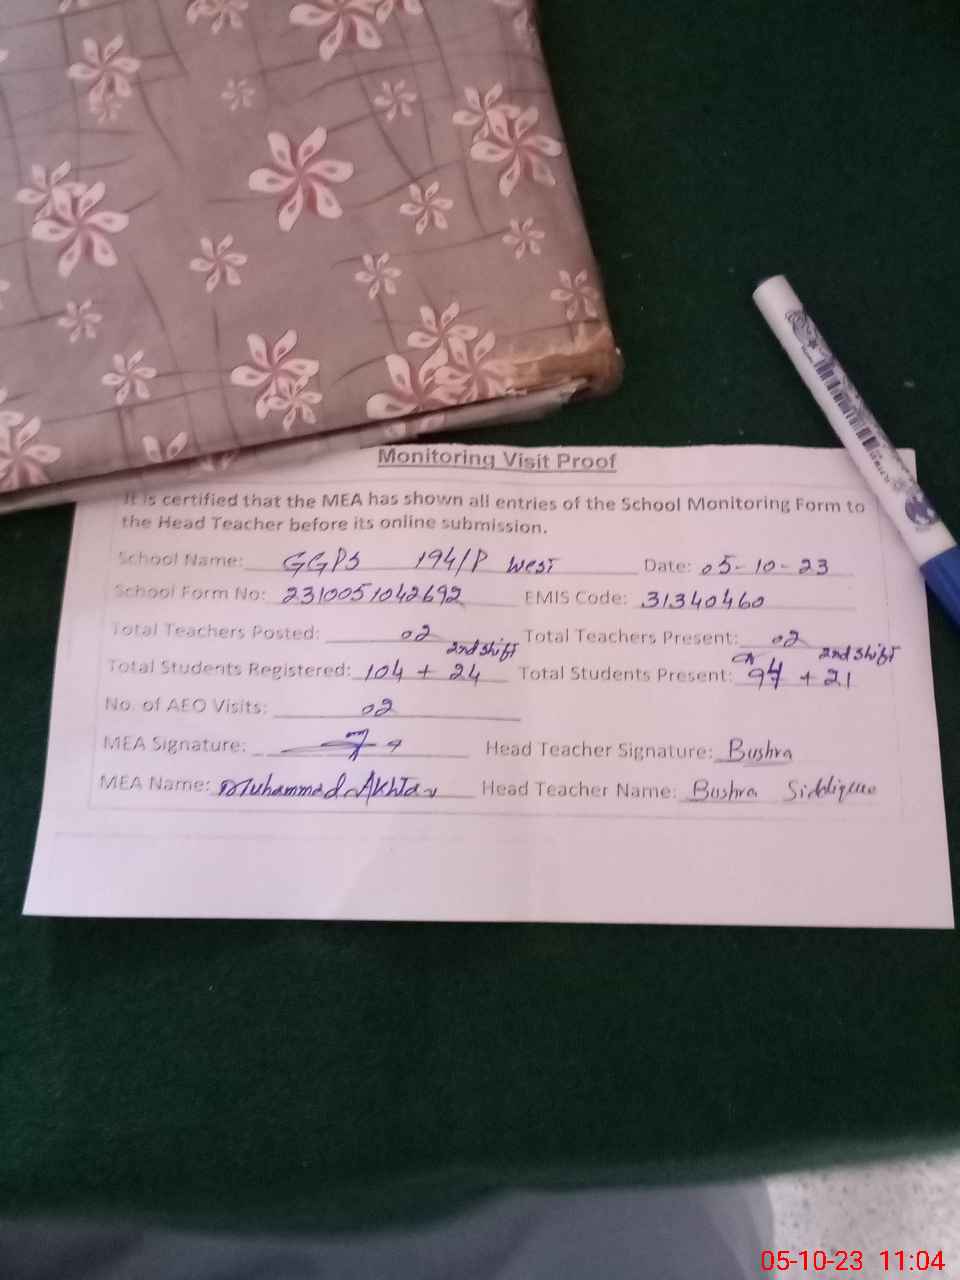 Monitoring Visit Proof
It is certified that the MEA has shown all entries of the School Monitoring Form to
the Head Teacher before its online submission.
School Name: GGPS 194/P West Date: 05-10-23
School Form No: 2310051042692 EMIS Code: 31340460
Total Teachers Posted: 02 Total Teachers Present: 02
2nd Shift 2nd Shift
Total Students Registered: 104 + 24 Total Students Present: 94 + 21
No. of AEO Visits: 02
MEA Signature: Head Teacher Signature: Bushra
MEA Name: Muhammad Akhtar Head Teacher Name: Bushra Siddique
05-10-23 11:04